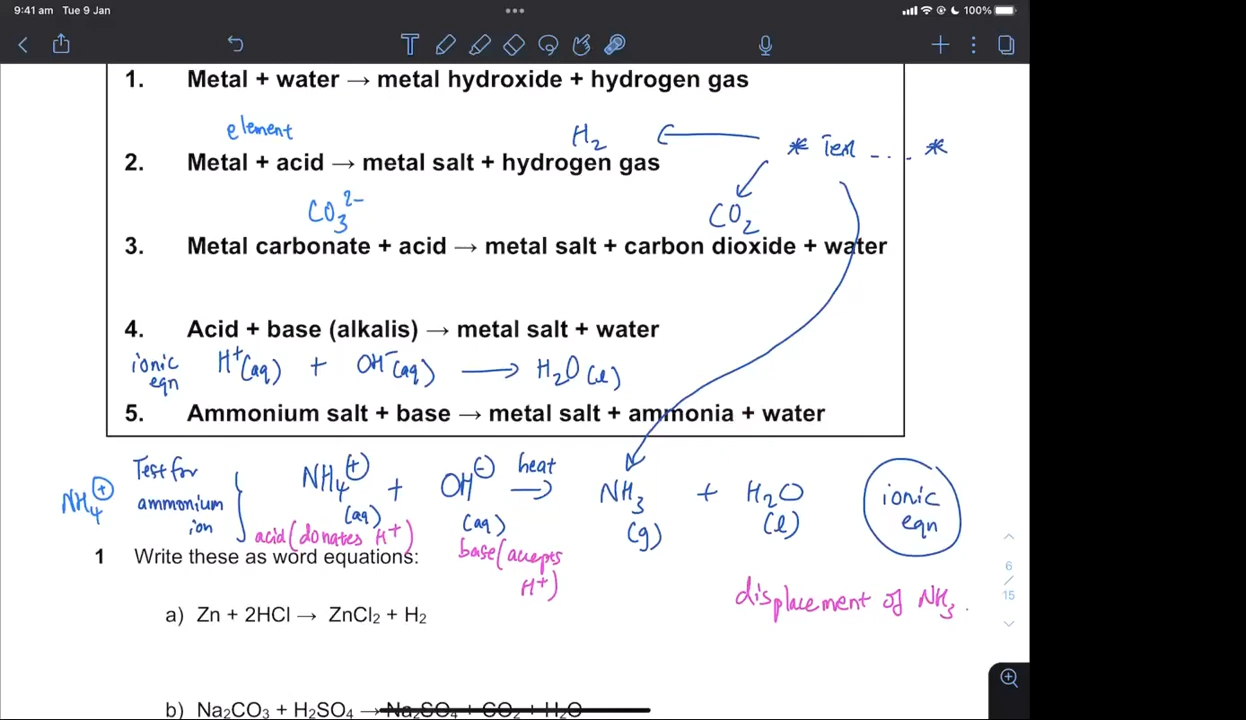 9:41 am Tue 9 Jan
100%
1. Metal + water → metal hydroxide + hydrogen gas
element
H₂
* Test .... *
2. Metal + acid → metal salt + hydrogen gas
CO₃²⁻
CO₂
3. Metal carbonate + acid → metal salt + carbon dioxide + water
4. Acid + base (alkalis) → metal salt + water
ionic eqn H⁺(aq) + OH⁻(aq) → H₂O(l)
5. Ammonium salt + base → metal salt + ammonia + water
NH₄⁺ Test for ammonium ion } NH₄⁺ (aq) + OH⁻ (aq) heat → NH₃ (g) + H₂O (l) ionic eqn
acid (donates H⁺) base (accepts H⁺)
1 Write these as word equations:
displacement of NH₃.
a) Zn + 2HCl → ZnCl₂ + H₂
b) Na₂CO₃ + H₂SO₄ → Na₂SO₄ + CO₂ + H₂O
6
/
15